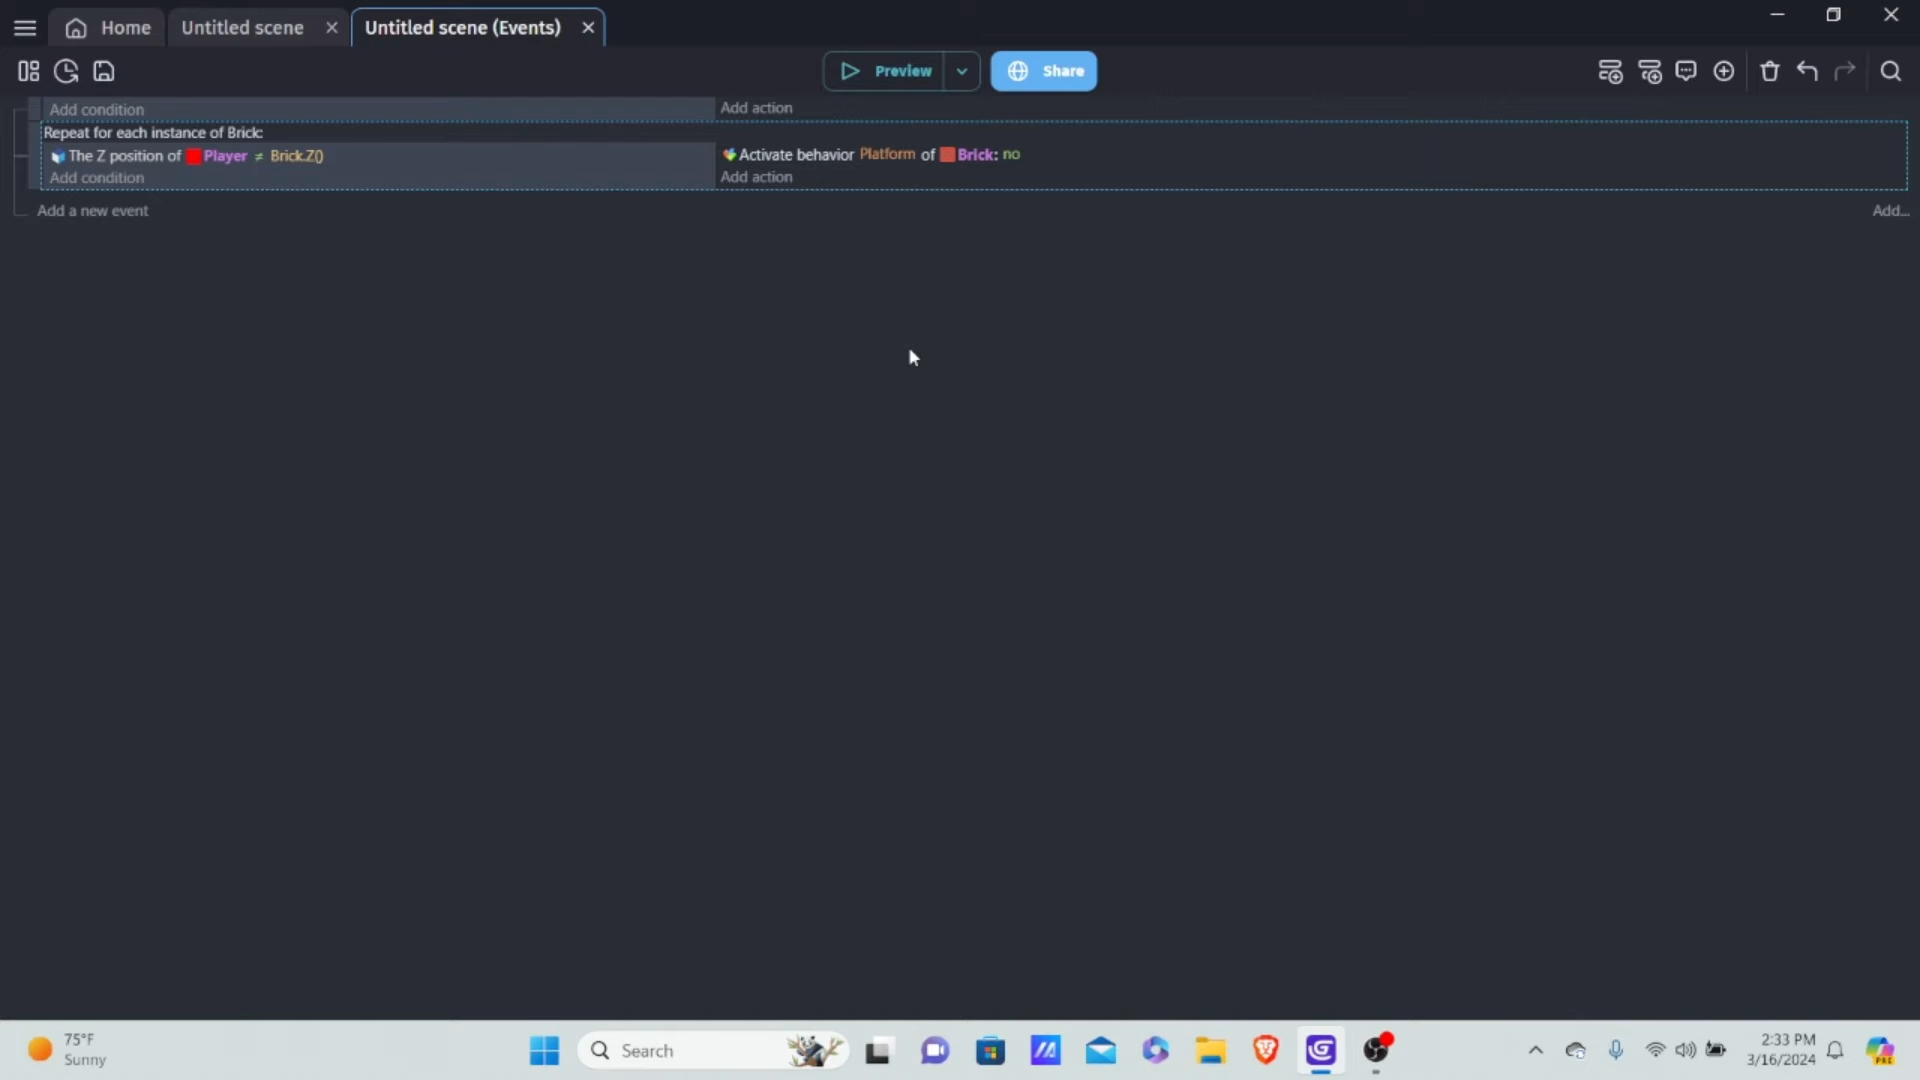 Home
Untitled scene
Untitled scene (Events)
Preview
Share
Add condition
Add action
Repeat for each instance of Brick:
The Z position of Player ≠ Brick.Z()
Activate behavior Platform of Brick: no
Add condition
Add action
Add a new event
Add...
75°F
Sunny
Search
2:33 PM
3/16/2024
PRE